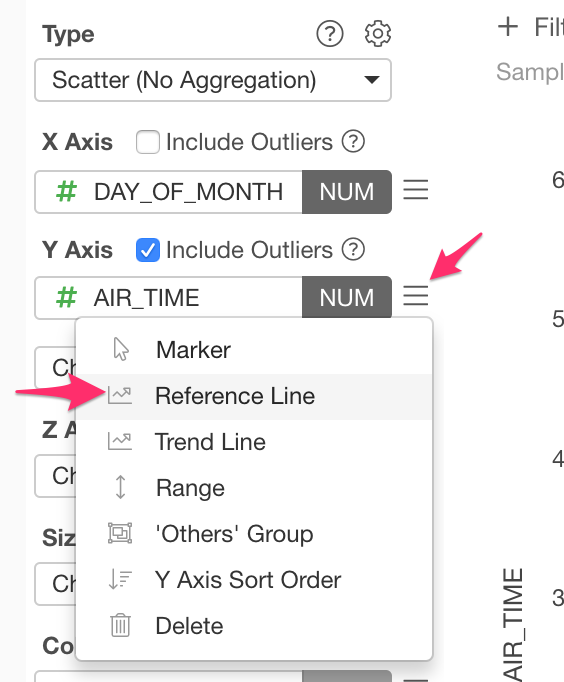 Type
+ Filt
Scatter (No Aggregation)
Sampl
X Axis Include Outliers ?
# DAY_OF_MONTH NUM
6
Y Axis Include Outliers ?
# AIR_TIME NUM
5
Ch
Marker
Reference Line
Z A
Trend Line
4
Ch
Range
Siz
'Others' Group
Ch
Y Axis Sort Order
3
Co
Delete
AIR_TIME